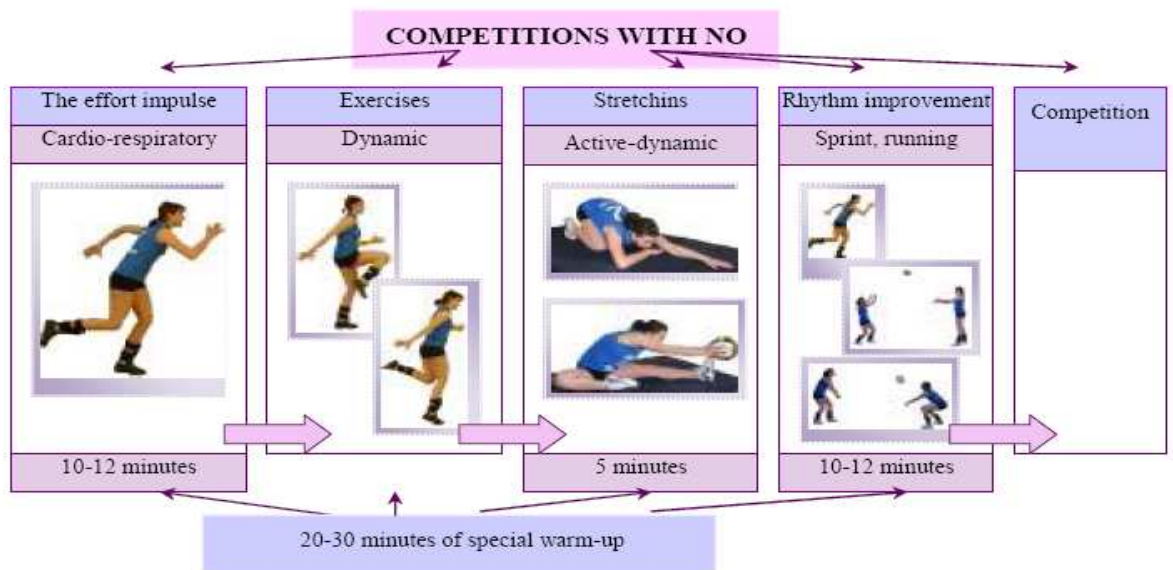 COMPETITIONS WITH NO
The effort impulse
Cardio-respiratory
10-12 minutes
Exercises
Dynamic
Stretchins
Active-dynamic
5 minutes
Rhythm improvement
Sprint, running
10-12 minutes
Competition
20-30 minutes of special warm-up